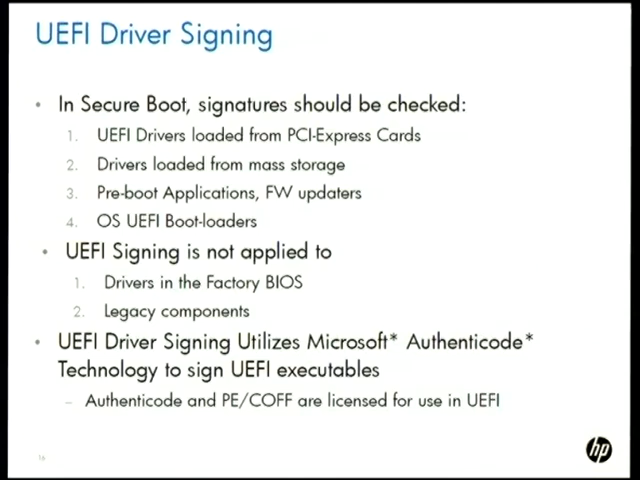 UEFI Driver Signing
• In Secure Boot, signatures should be checked:
1. UEFI Drivers loaded from PCI-Express Cards
2. Drivers loaded from mass storage
3. Pre-boot Applications, FW updaters
4. OS UEFI Boot-loaders
• UEFI Signing is not applied to
1. Drivers in the Factory BIOS
2. Legacy components
• UEFI Driver Signing Utilizes Microsoft* Authenticode*
Technology to sign UEFI executables
– Authenticode and PE/COFF are licensed for use in UEFI
hp